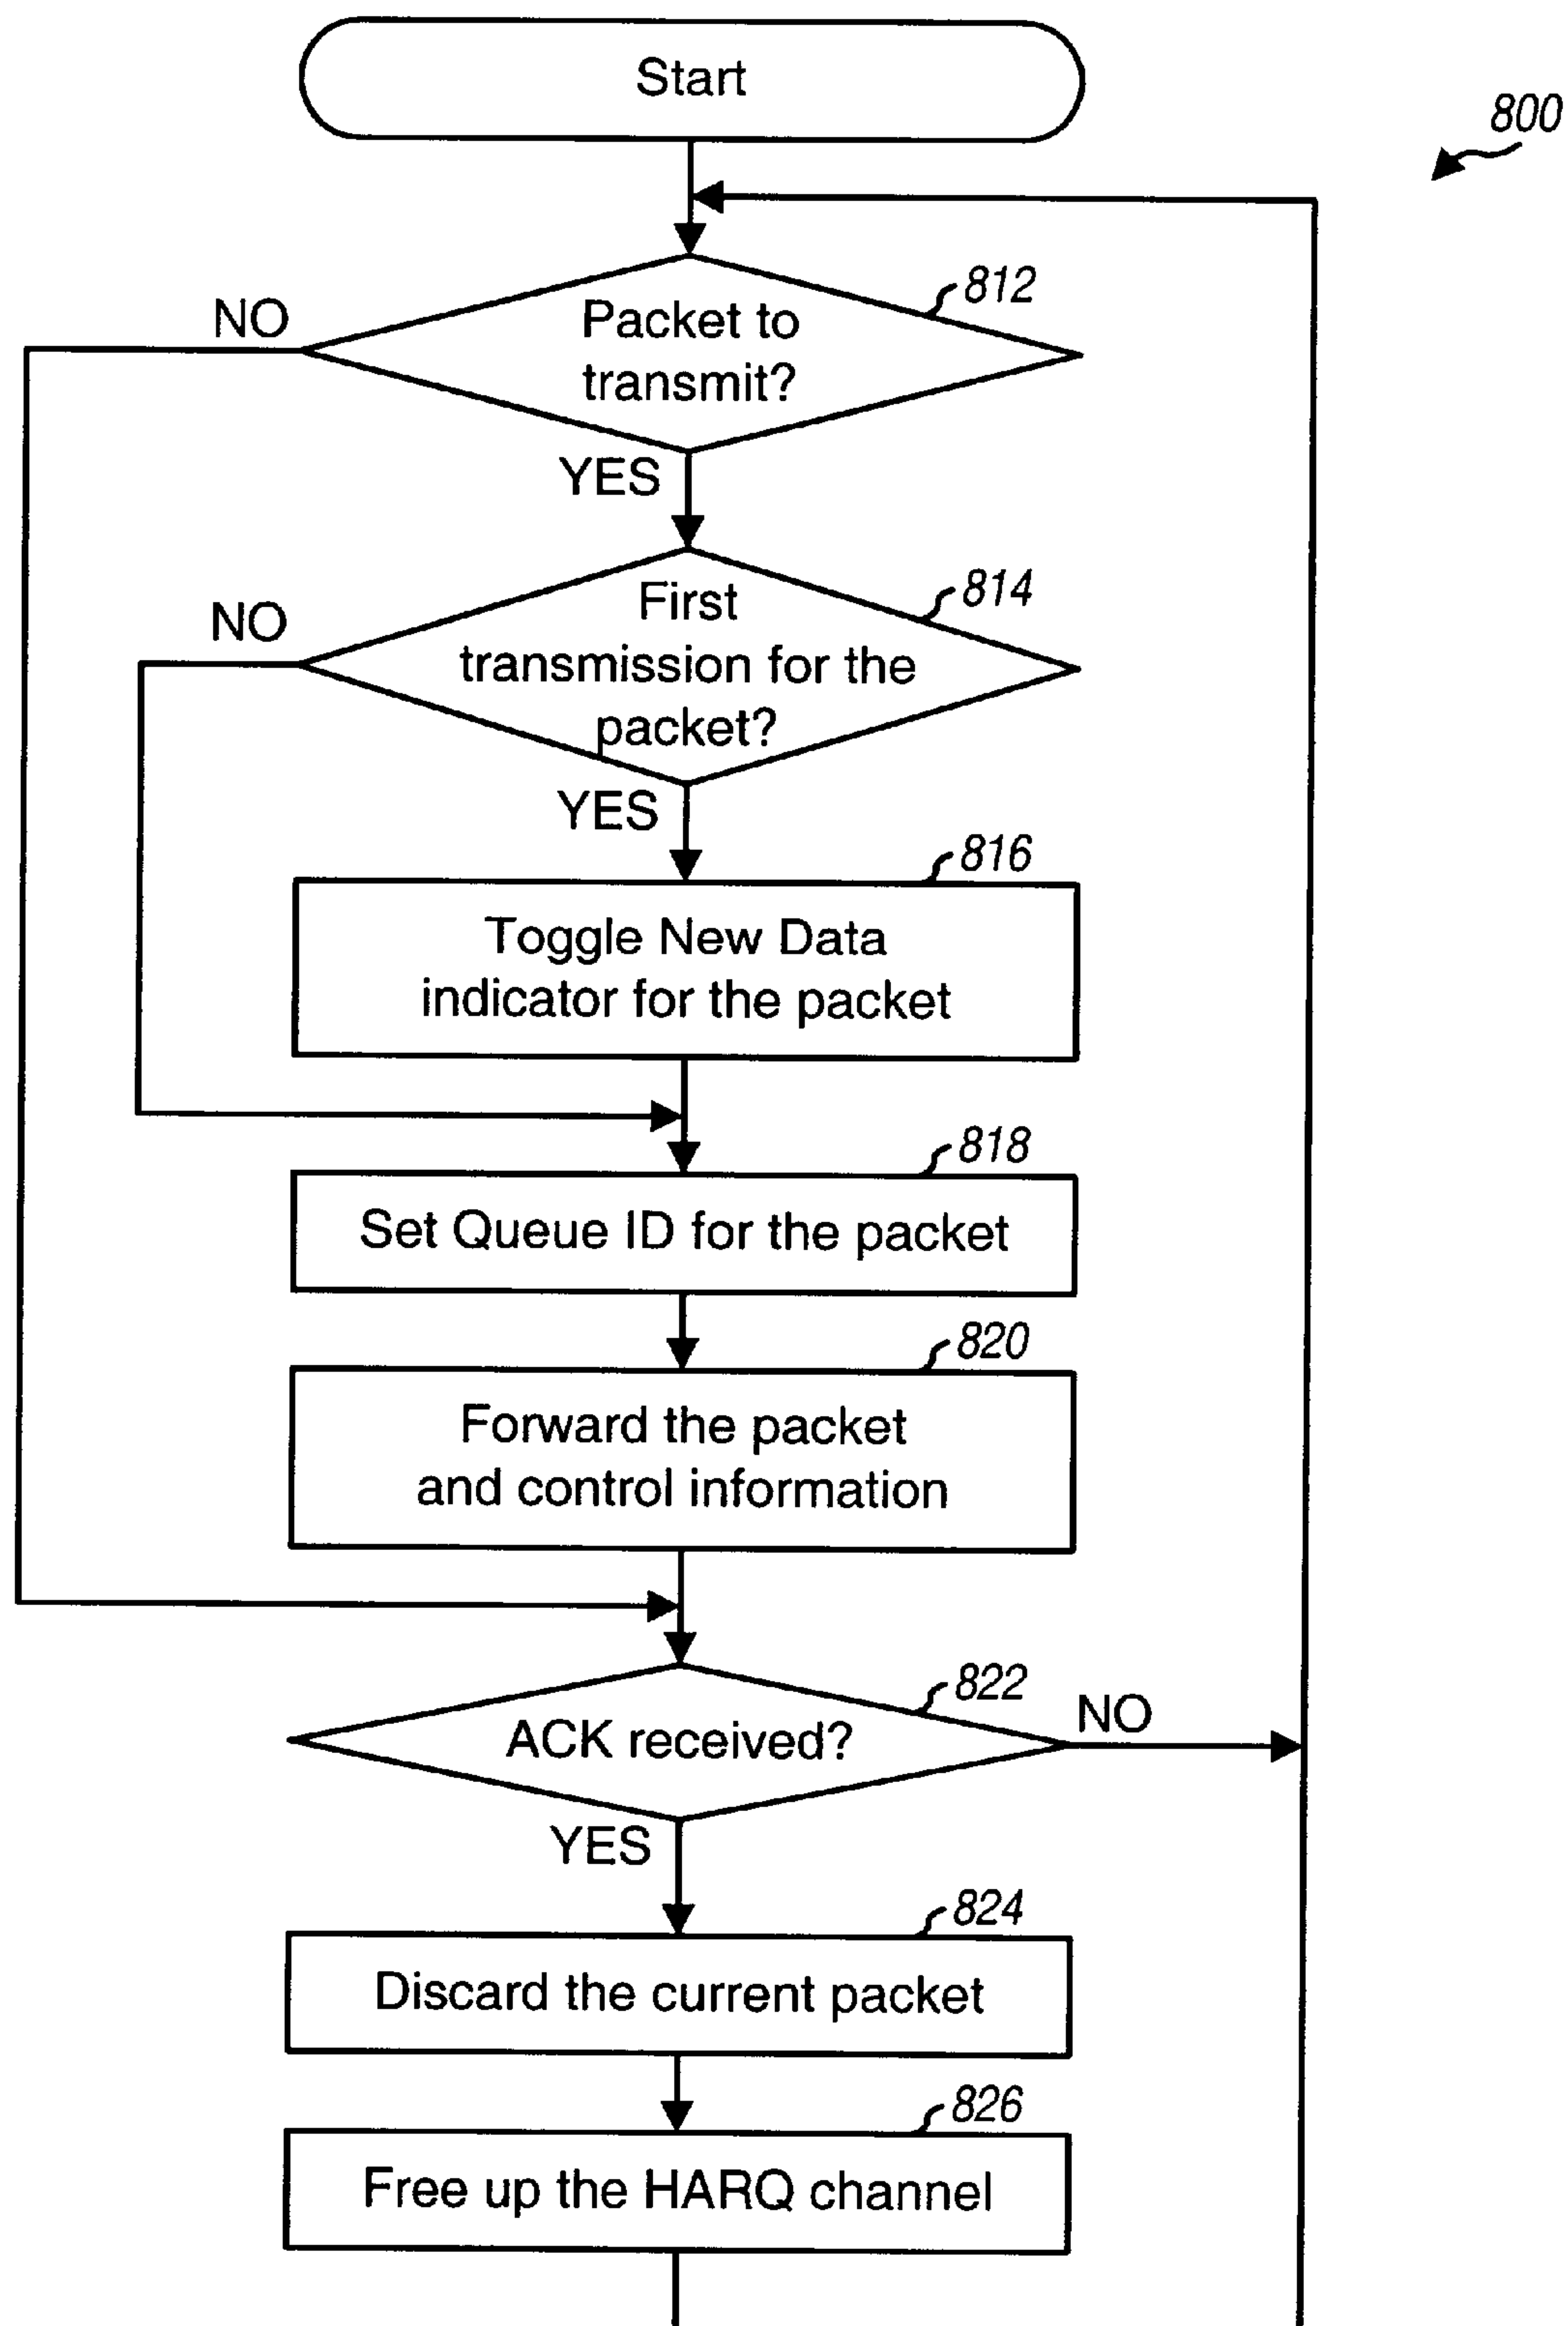 Start
800
812
NO
Packet to
transmit?
YES
814
NO
First
transmission for the
packet?
YES
816
Toggle New Data
indicator for the packet
818
Set Queue ID for the packet
820
Forward the packet
and control information
822
NO
ACK received?
YES
824
Discard the current packet
826
Free up the HARQ channel